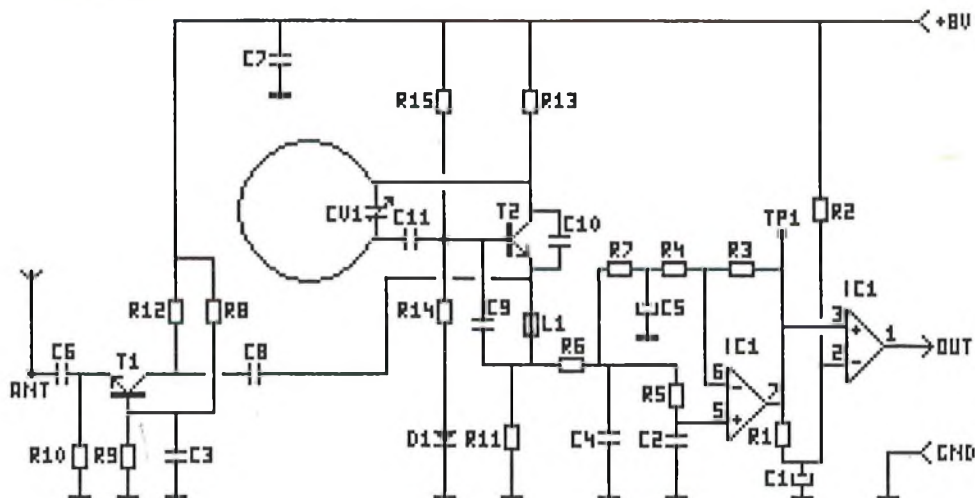 +8V
C7
R15
R13
CV1
C11
T2
C10
R2
TP1
R7
R4
R3
R12
R8
R14
C9
L1
C5
IC1
3
+
1
OUT
2
-
C6
T1
C8
R6
IC1
ANT
R5
6
-
7
5
+
R10
R9
C3
D1
R11
C4
C2
R1
C1
GND